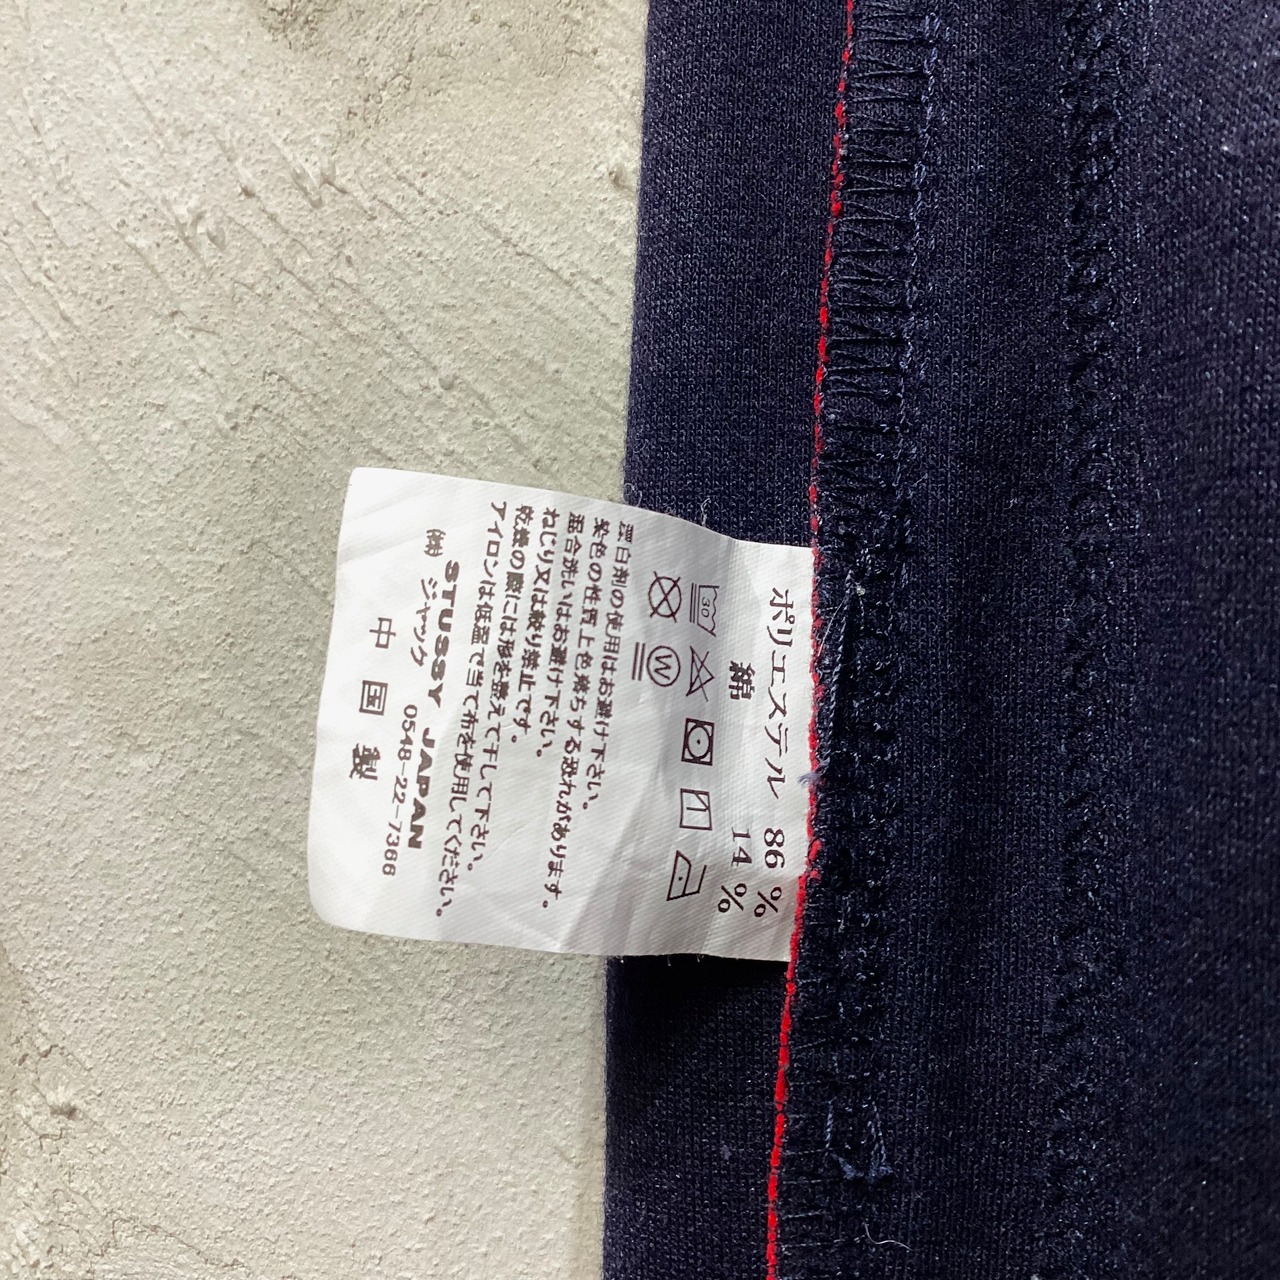 ポリエステル 86 %
綿 14 %
30
W
漂白剤の使用はお避け下さい。
染色の性質上色落ちする恐れがあります。
混合洗いはお避け下さい。
ねじり又は絞り禁止です。
乾燥の際には形を整えて干して下さい。
アイロンは低温で当て布を使用してください。
STUSSY JAPAN
㈱ ジャック 0548-22-7366
中 国 製